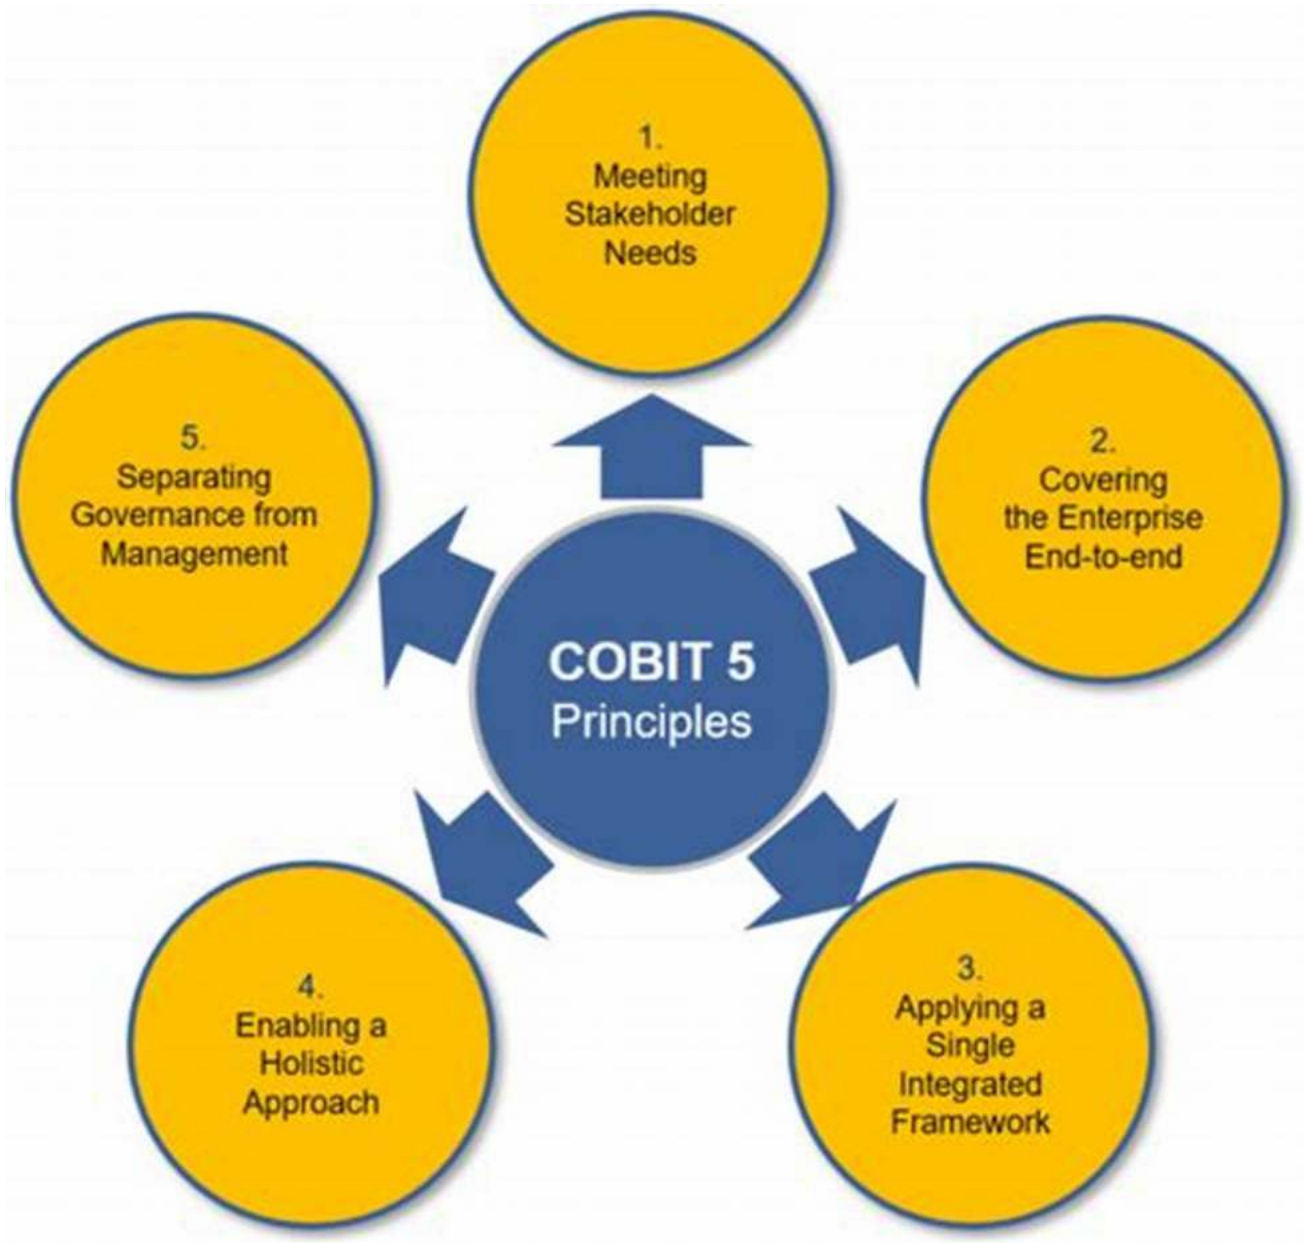 1.
Meeting
Stakeholder
Needs
2.
Covering
the Enterprise
End-to-end
3.
Applying a
Single
Integrated
Framework
4.
Enabling a
Holistic
Approach
5.
Separating
Governance from
Management
COBIT 5
Principles